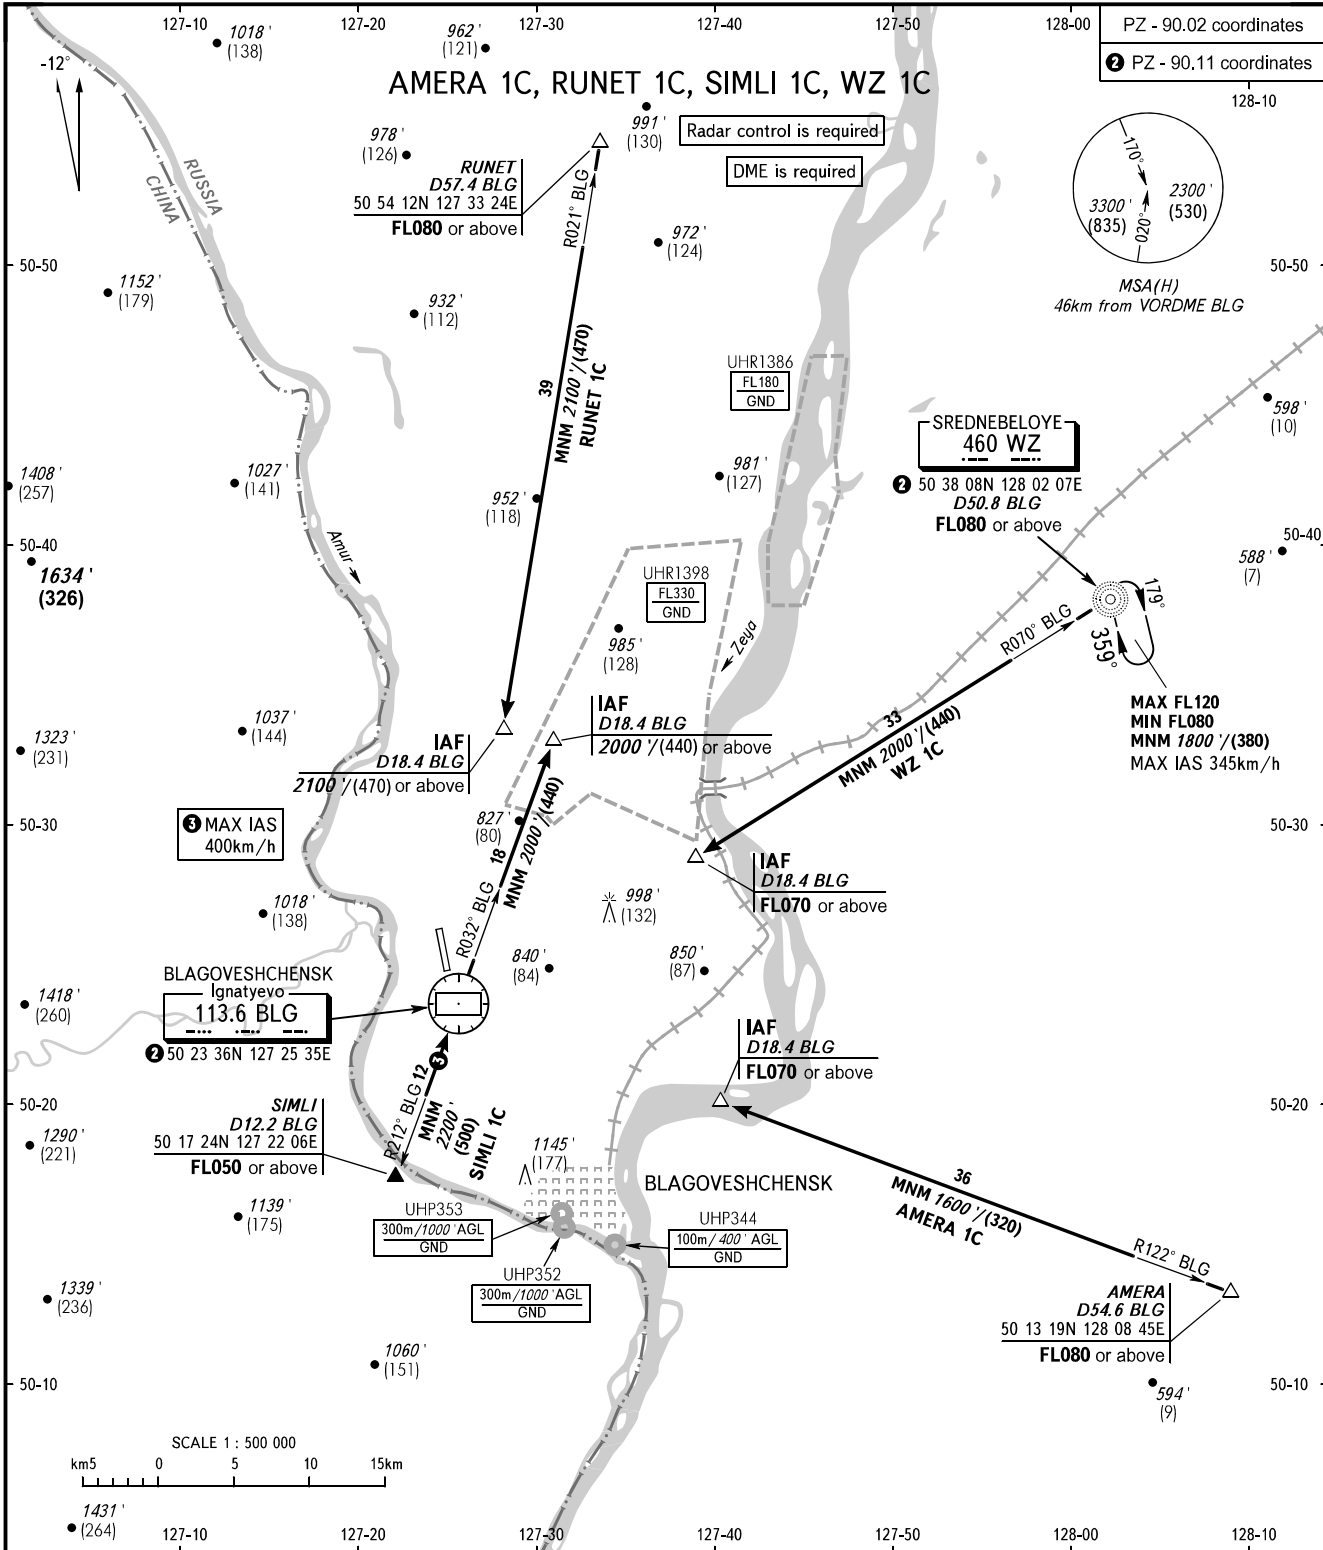 127-10
127-20
127-30
127-40
127-50
128-00
PZ - 90.02 coordinates
❷ PZ - 90.11 coordinates
128-10
-12°
1018 '
(138)
962 '
(121)
AMERA 1C, RUNET 1C, SIMLI 1C, WZ 1C
991 '
(130)
Radar control is required
DME is required
978 '
(126)
RUNET
D57.4 BLG
50 54 12N 127 33 24E
FL080 or above
R021° BLG
972 '
(124)
170°
020°
3300 '
(835)
2300 '
(530)
MSA(H)
46km from VORDME BLG
RUSSIA
CHINA
50-50
50-50
1152 '
(179)
932 '
(112)
39
MNM 2100 '/(470)
RUNET 1C
UHR1386
FL180
GND
598 '
(10)
SREDNEBELOYE
460 WZ
❷ 50 38 08N 128 02 07E
D50.8 BLG
FL080 or above
1408 '
(257)
1027 '
(141)
952 '
(118)
981 '
(127)
Amur
50-40
50-40
1634 '
(326)
588 '
(7)
UHR1398
FL330
GND
985 '
(128)
Zeya
R070° BLG
179°
359°
MAX FL120
MIN FL080
MNM 1800 '/(380)
MAX IAS 345km/h
33
MNM 2000 '/(440)
WZ 1C
1037 '
(144)
1323 '
(231)
IAF
D18.4 BLG
2100 '/(470) or above
IAF
D18.4 BLG
2000 '/(440) or above
827 '
(80)
18
MNM 2000 '/(440)
R032° BLG
50-30
50-30
❸ MAX IAS
400km/h
IAF
D18.4 BLG
FL070 or above
998 '
(132)
1018 '
(138)
840 '
(84)
850 '
(87)
BLAGOVESHCHENSK
Ignatyevo
113.6 BLG
❷ 50 23 36N 127 25 35E
1418 '
(260)
IAF
D18.4 BLG
FL070 or above
❸
12
R212° BLG
MNM
2200 '
(500)
SIMLI 1C
SIMLI
D12.2 BLG
50 17 24N 127 22 06E
FL050 or above
50-20
50-20
1290 '
(221)
1145 '
(177)
BLAGOVESHCHENSK
36
MNM 1600 '/(320)
AMERA 1C
1139 '
(175)
UHP353
300m/1000 'AGL
GND
UHP344
100m/400 'AGL
GND
UHP352
300m/1000 'AGL
GND
R122° BLG
AMERA
D54.6 BLG
50 13 19N 128 08 45E
FL080 or above
1339 '
(236)
1060 '
(151)
594 '
(9)
50-10
50-10
SCALE 1 : 500 000
km5 0 5 10 15km
1431 '
(264)
127-10
127-20
127-30
127-40
127-50
128-00
128-10